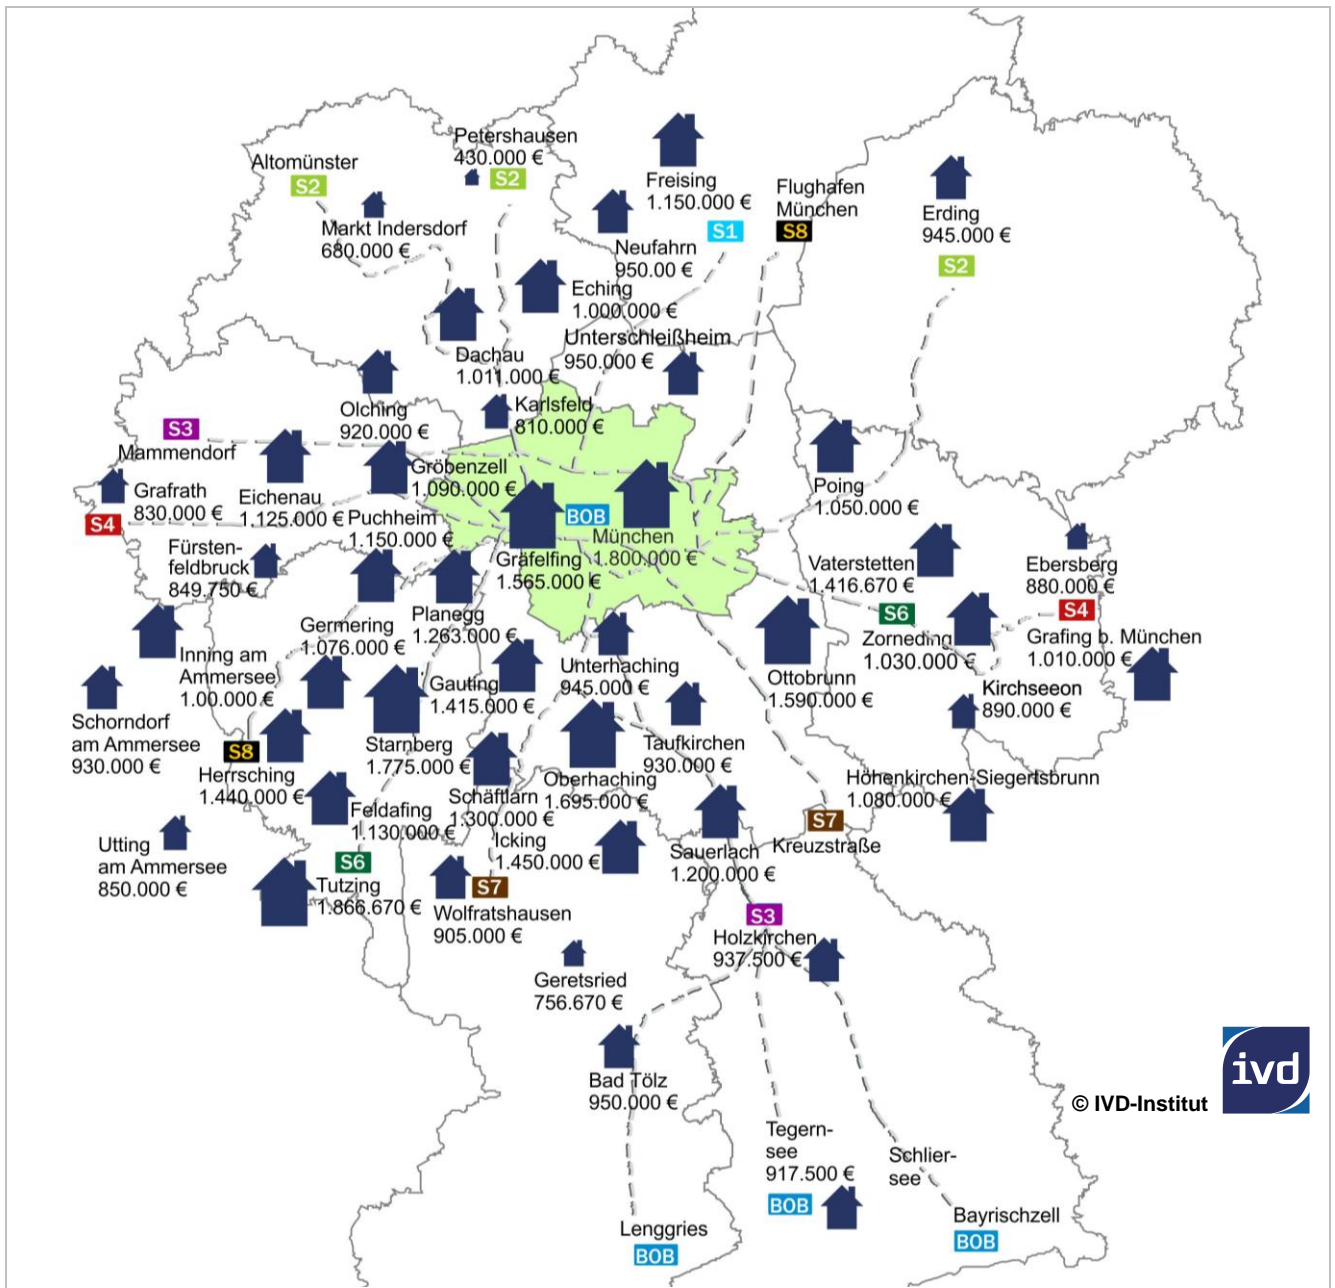 Petershausen
430.000 €
S2
Altomünster
S2
Markt Indersdorf
680.000 €
Freising
1.150.000 €
S1
Neufahrn
950.00 €
Flughafen
München
S8
Erding
945.000 €
S2
Eching
1.000.000 €
Dachau
1.011.000 €
Unterschleißheim
950.000 €
Olching
920.000 €
Karlsfeld
810.000 €
S3
Mammendorf
Grafrath
830.000 €
S4
Eichenau
1.125.000 €
Gröbenzell
1.090.000 €
Puchheim
1.150.000 €
BOB
München
1.800.000 €
Gräfelfing
1.565.000 €
Poing
1.050.000 €
Fürsten-
feldbruck
849.750 €
Vaterstetten
1.416.670 €
S6
Ebersberg
880.000 €
S4
Germering
1.076.000 €
Planegg
1.263.000 €
Zorneding
1.030.000 €
Grafing b. München
1.010.000 €
Inning am
Ammersee
1.00.000 €
Gauting
1.415.000 €
Unterhaching
945.000 €
Ottobrunn
1.590.000 €
Kirchseeon
890.000 €
Schorndorf
am Ammersee
930.000 €
S8
Herrsching
1.440.000 €
Starnberg
1.775.000 €
Taufkirchen
930.000 €
Oberhaching
1.695.000 €
Höhenkirchen-Siegertsbrunn
1.080.000 €
Feldafing
1.130.000 €
Schäftlarn
1.300.000 €
S7
Kreuzstraße
Utting
am Ammersee
850.000 €
Icking
1.450.000 €
Sauerlach
1.200.000 €
S6
Tutzing
1.866.670 €
S7
Wolfratshausen
905.000 €
S3
Holzkirchen
937.500 €
Geretsried
756.670 €
Bad Tölz
950.000 €
ivd
© IVD-Institut
Tegern-
see
917.500 €
BOB
Schlier-
see
Lenggries
BOB
Bayrischzell
BOB